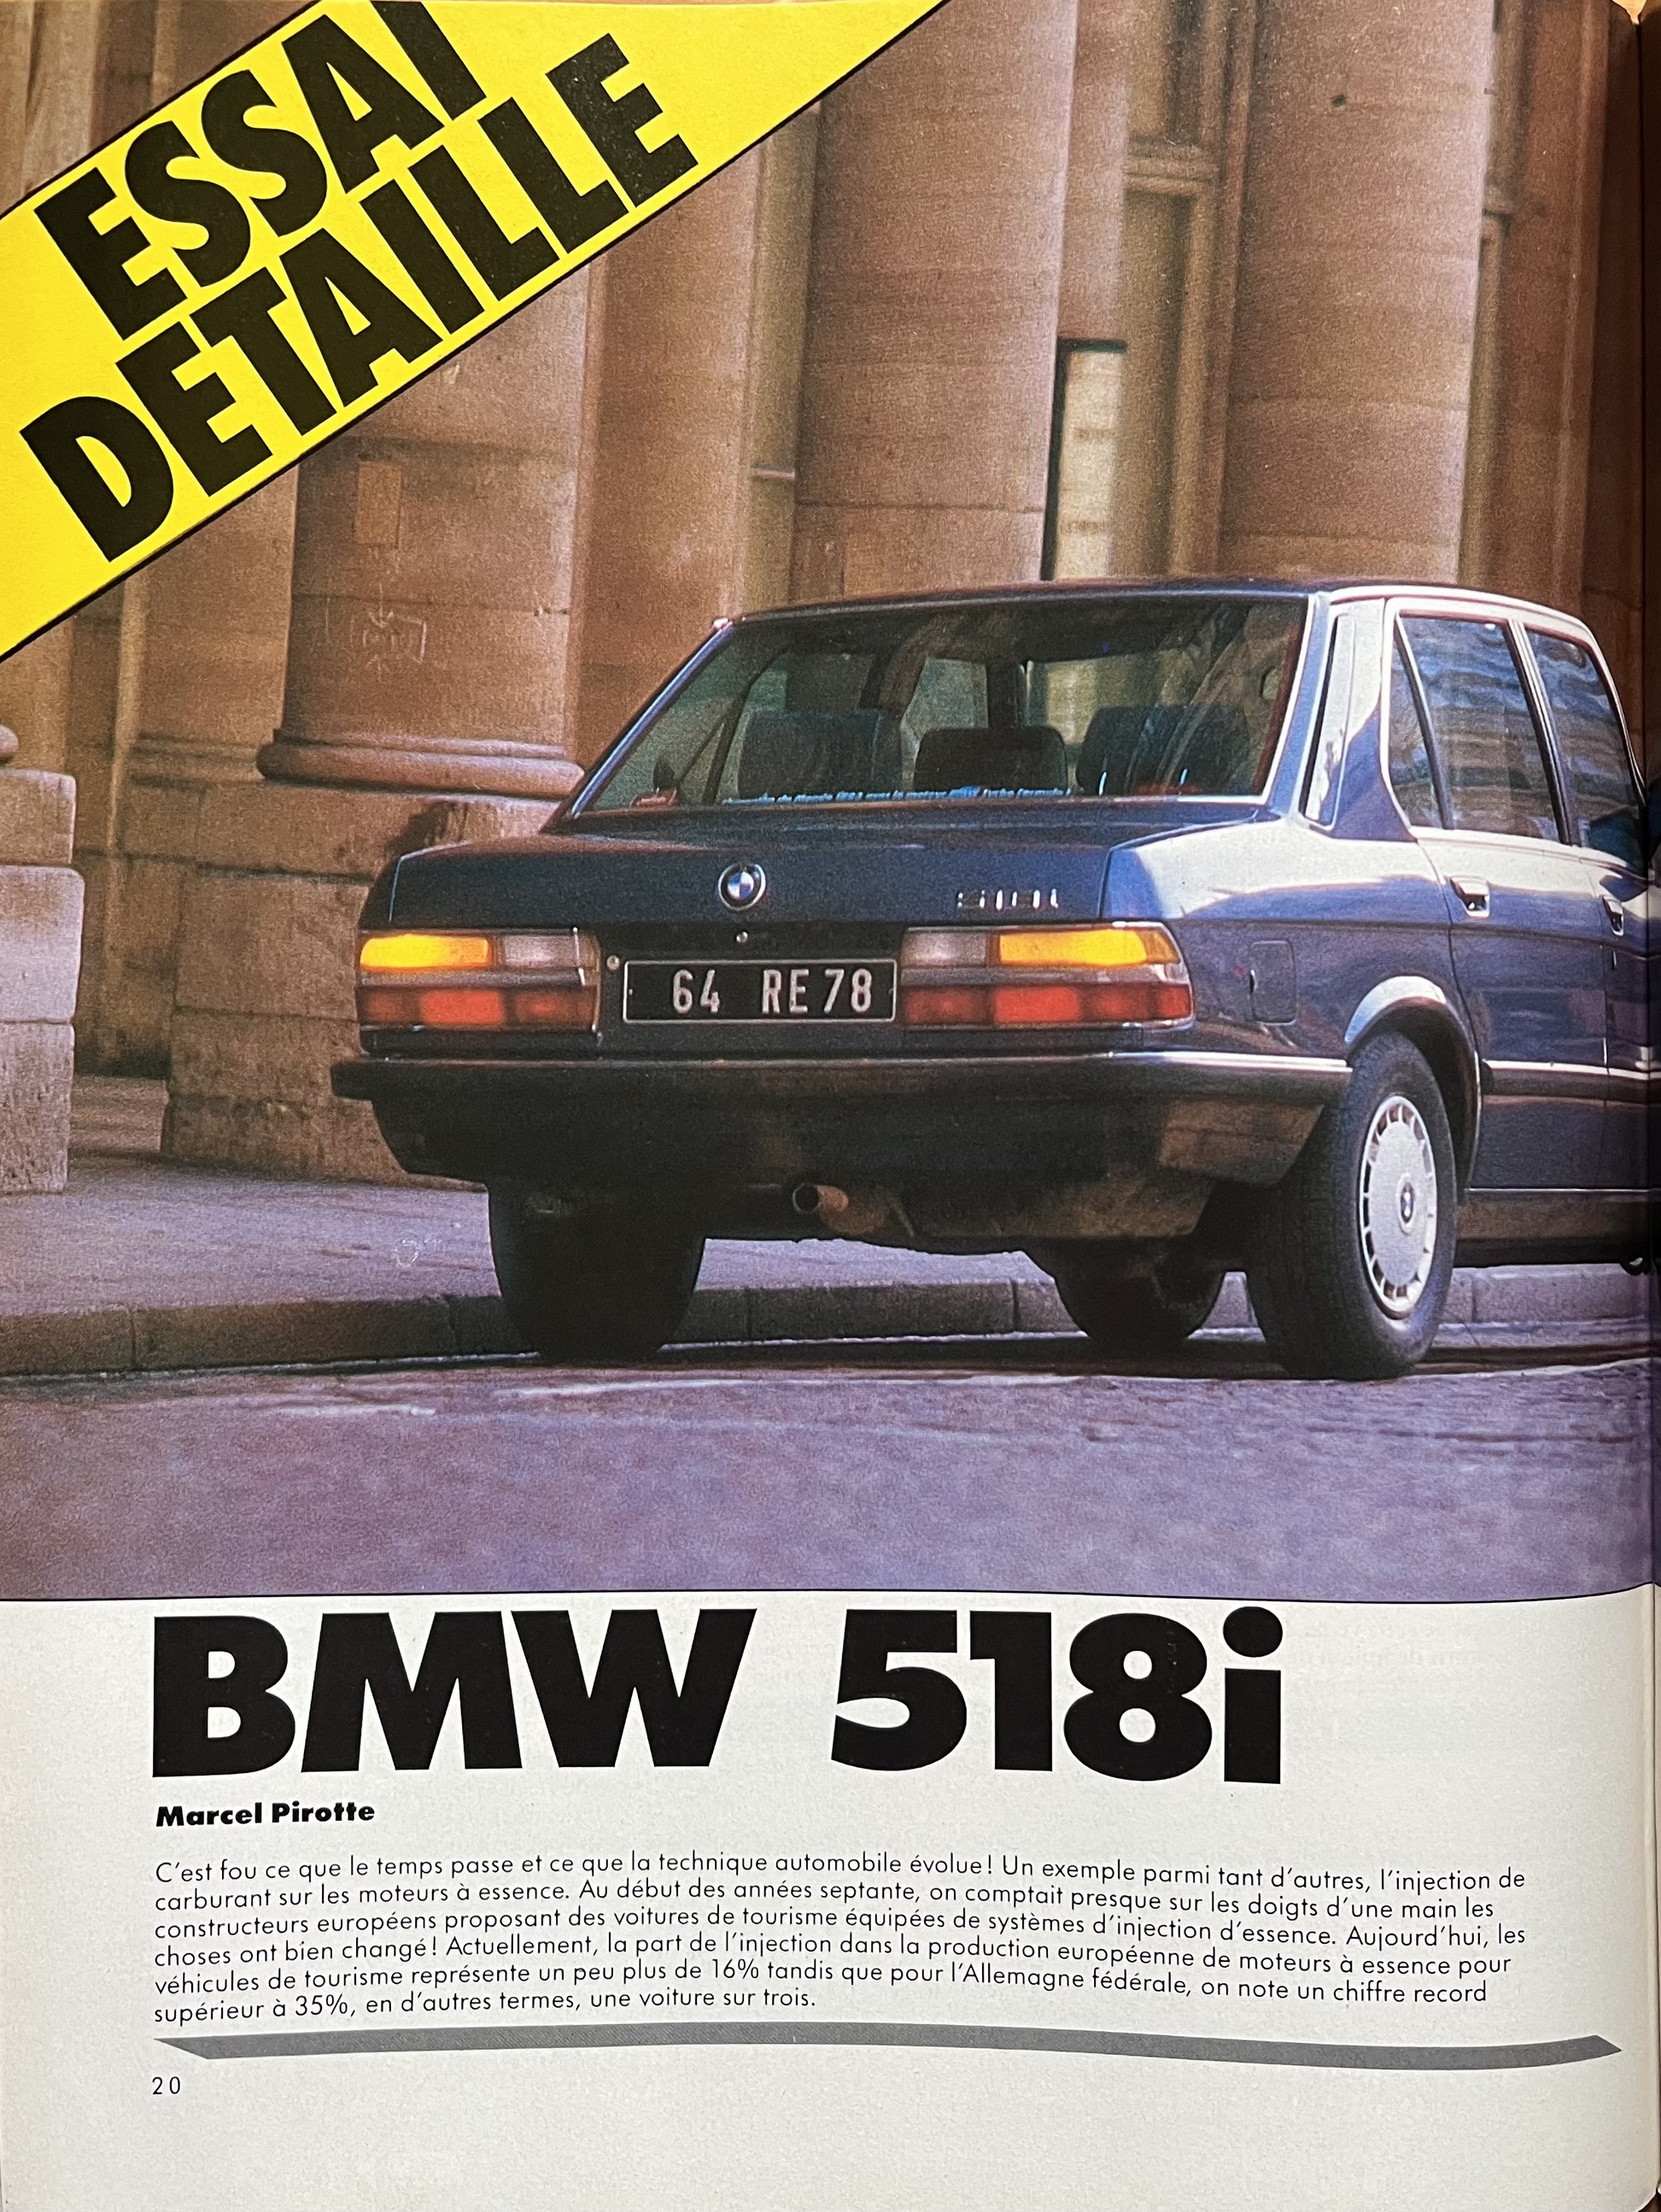 ESSAI
DETAILLE
518i
64 RE 78
BMW 518i
Marcel Pirotte
C'est fou ce que le temps passe et ce que la technique automobile évolue! Un exemple parmi tant d'autres, l'injection de
carburant sur les moteurs à essence. Au début des années septante, on comptait presque sur les doigts d'une main les
constructeurs européens proposant des voitures de tourisme équipées de systèmes d'injection d'essence. Aujourd'hui, les
choses ont bien changé! Actuellement, la part de l'injection dans la production européenne de moteurs à essence pour
véhicules de tourisme représente un peu plus de 16% tandis que pour l'Allemagne fédérale, on note un chiffre record
supérieur à 35%, en d'autres termes, une voiture sur trois.
20